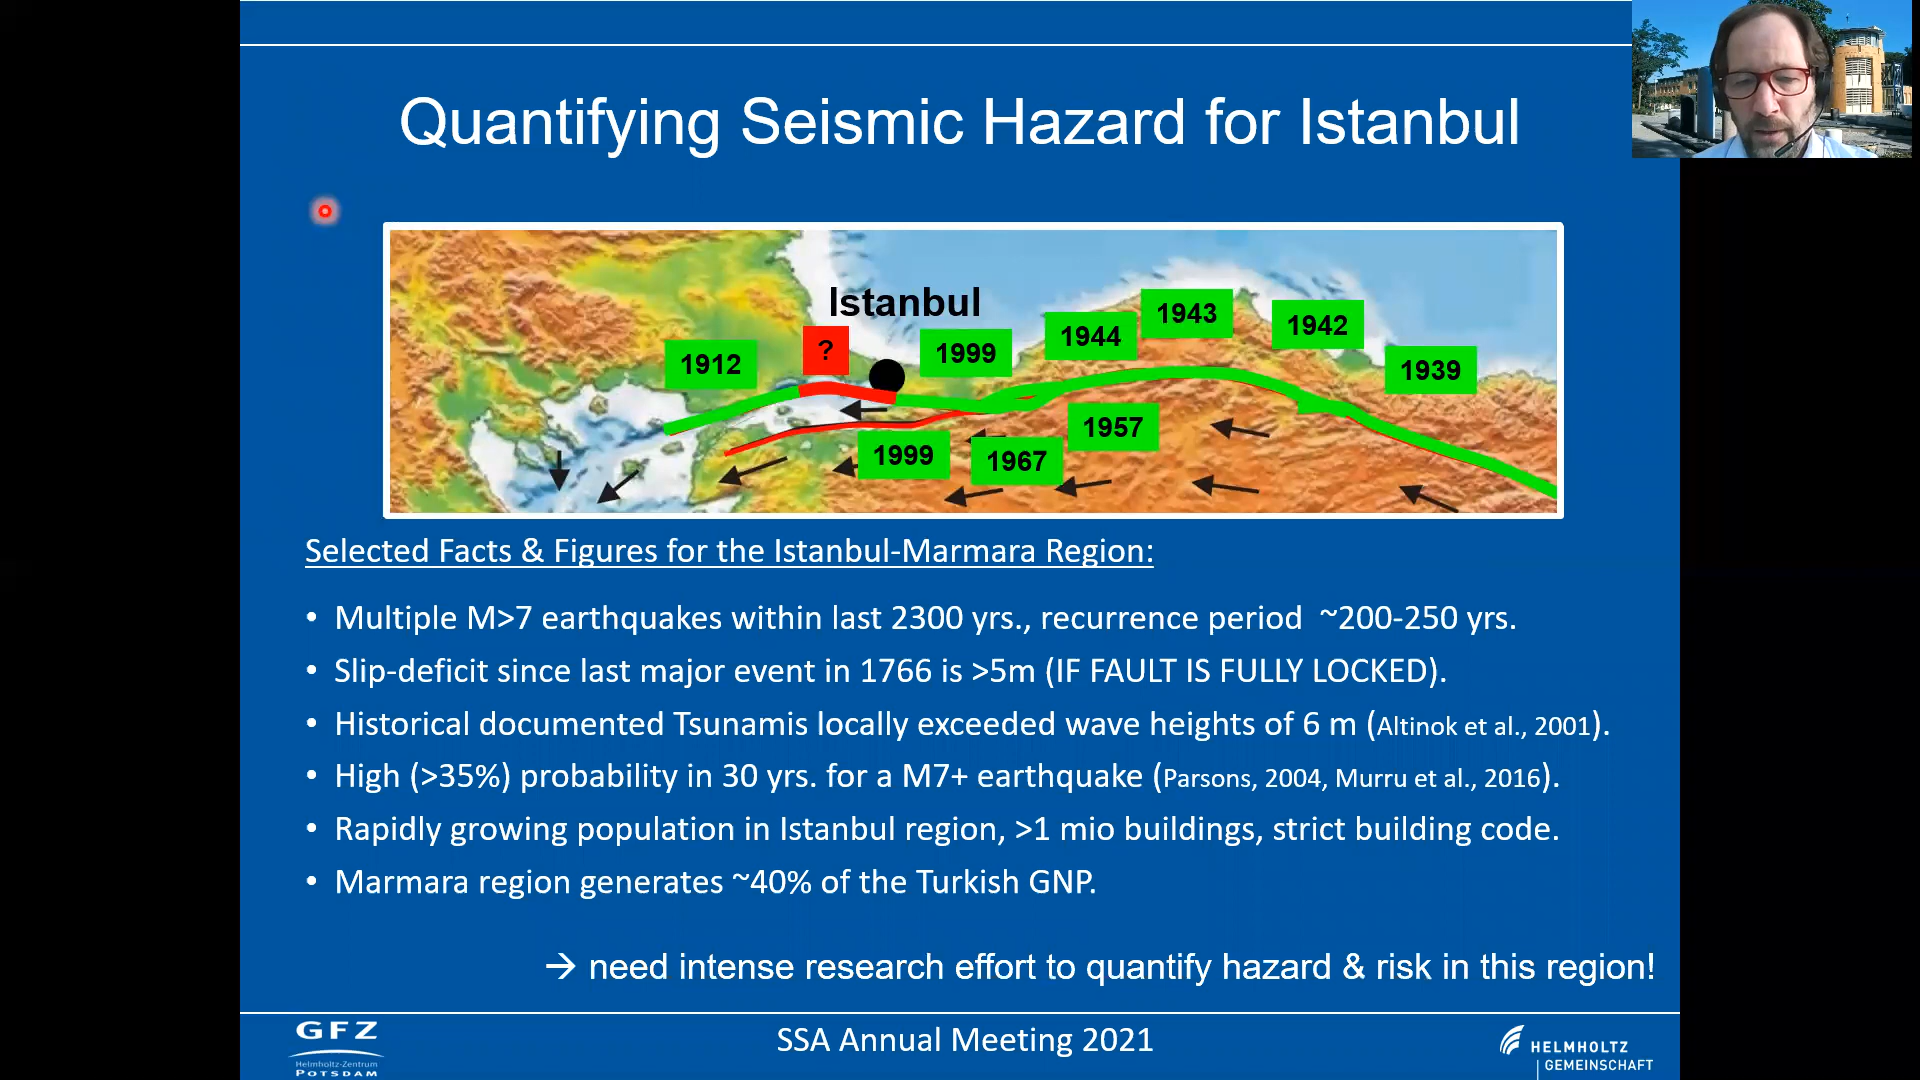 Quantifying Seismic Hazard for Istanbul
Istanbul
1912
?
1999
1944
1943
1942
1939
1999
1967
1957
Selected Facts & Figures for the Istanbul-Marmara Region:
• Multiple M>7 earthquakes within last 2300 yrs., recurrence period ~200-250 yrs.
• Slip-deficit since last major event in 1766 is >5m (IF FAULT IS FULLY LOCKED).
• Historical documented Tsunamis locally exceeded wave heights of 6 m (Altinok et al., 2001).
• High (>35%) probability in 30 yrs. for a M7+ earthquake (Parsons, 2004, Murru et al., 2016).
• Rapidly growing population in Istanbul region, >1 mio buildings, strict building code.
• Marmara region generates ~40% of the Turkish GNP.
→ need intense research effort to quantify hazard & risk in this region!
GFZ
Helmholtz-Zentrum
POTSDAM
SSA Annual Meeting 2021
HELMHOLTZ
GEMEINSCHAFT